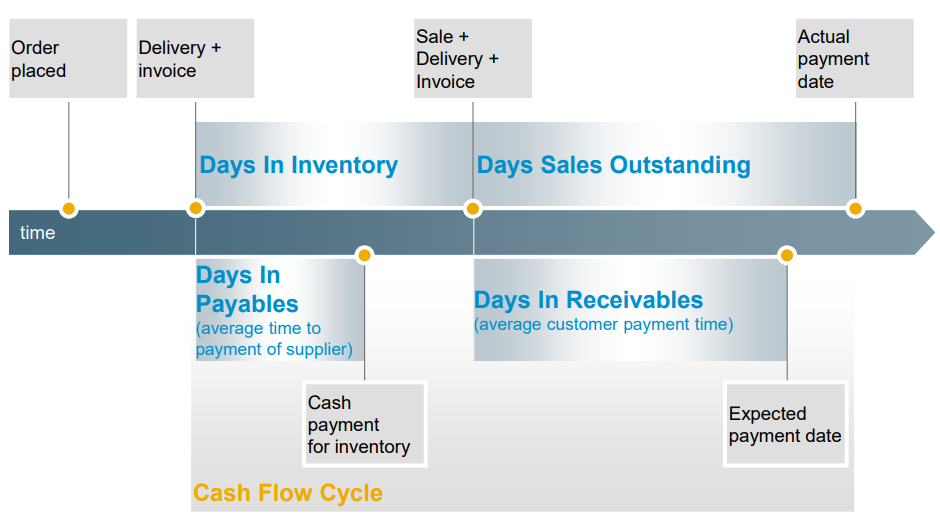 Order
placed
Delivery +
invoice
Sale +
Delivery +
Invoice
Actual
payment
date
Days In Inventory
Days Sales Outstanding
time
Days In
Payables
(average time to
payment of supplier)
Days In Receivables
(average customer payment time)
Cash
payment
for inventory
Expected
payment date
Cash Flow Cycle